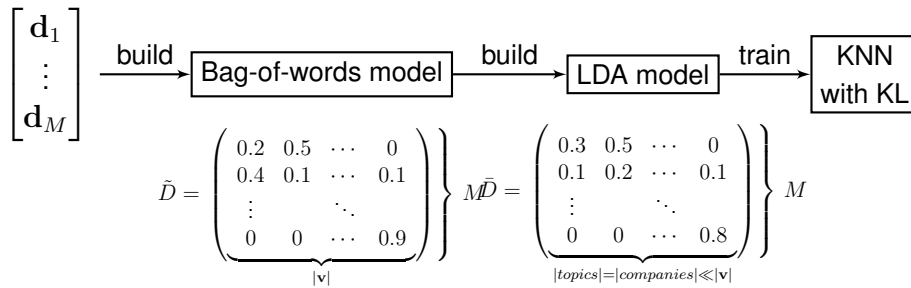 d₁
⋮
d_M
build
Bag-of-words model
build
LDA model
train
KNN
with KL
D̃ =
0.2 0.5 ⋯ 0
0.4 0.1 ⋯ 0.1
⋮ ⋱
0 0 ⋯ 0.9
M
|v|
D̄ =
0.3 0.5 ⋯ 0
0.1 0.2 ⋯ 0.1
⋮ ⋱
0 0 ⋯ 0.8
M
|topics|=|companies|≪|v|